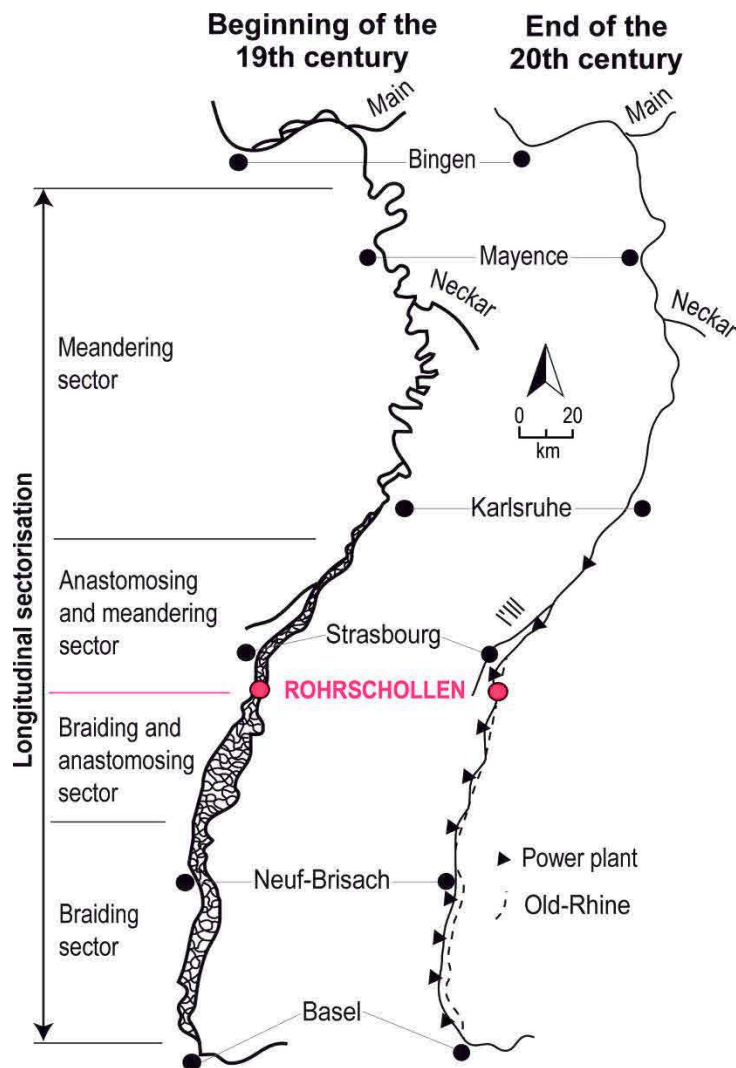 Beginning of the
19th century
End of the
20th century
Main
Main
Bingen
Mayence
Neckar
Neckar
Meandering
sector
0 20
km
Karlsruhe
Longitudinal sectorisation
Anastomosing
and meandering
sector
l'Ill
Strasbourg
ROHRSCHOLLEN
Braiding and
anastomosing
sector
Power plant
Neuf-Brisach
Old-Rhine
Braiding
sector
Basel